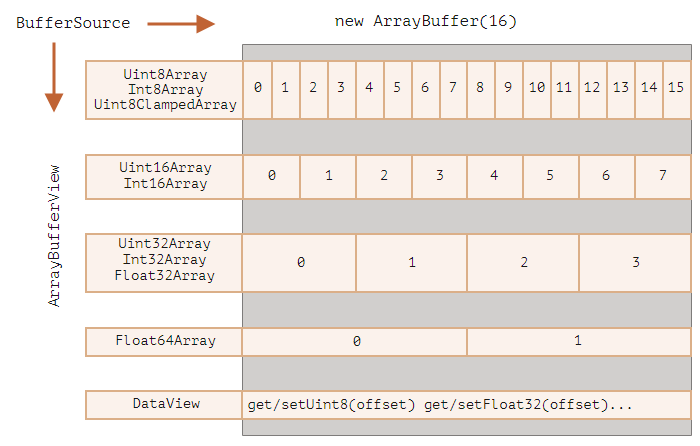 BufferSource
new ArrayBuffer(16)
ArrayBufferView
Uint8Array
Int8Array
Uint8ClampedArray
0 1 2 3 4 5 6 7 8 9 10 11 12 13 14 15
Uint16Array
Int16Array
0 1 2 3 4 5 6 7
Uint32Array
Int32Array
Float32Array
0 1 2 3
Float64Array
0 1
DataView
get/setUint8(offset) get/setFloat32(offset)...